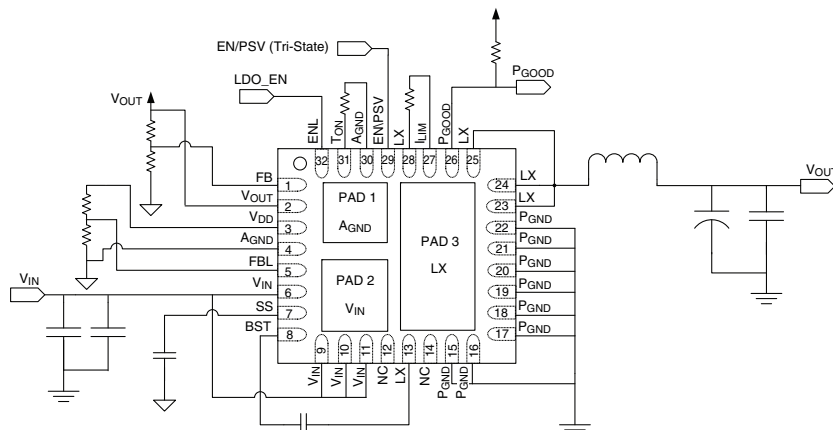 EN/PSV (Tri-State)
PGOOD
LDO_EN
VOUT
ENL
TON
AGND
EN\PSV
LX
ILIM
PGOOD
LX
32
31
30
29
28
27
26
25
FB
1
VOUT
2
VDD
3
AGND
4
FBL
5
VIN
VIN
6
SS
7
BST
8
PAD 1
AGND
PAD 2
VIN
PAD 3
LX
24
LX
23
LX
22
PGND
21
PGND
20
PGND
19
PGND
18
PGND
17
PGND
VOUT
9
10
11
12
13
14
15
16
VIN
VIN
VIN
NC
LX
NC
PGND
PGND